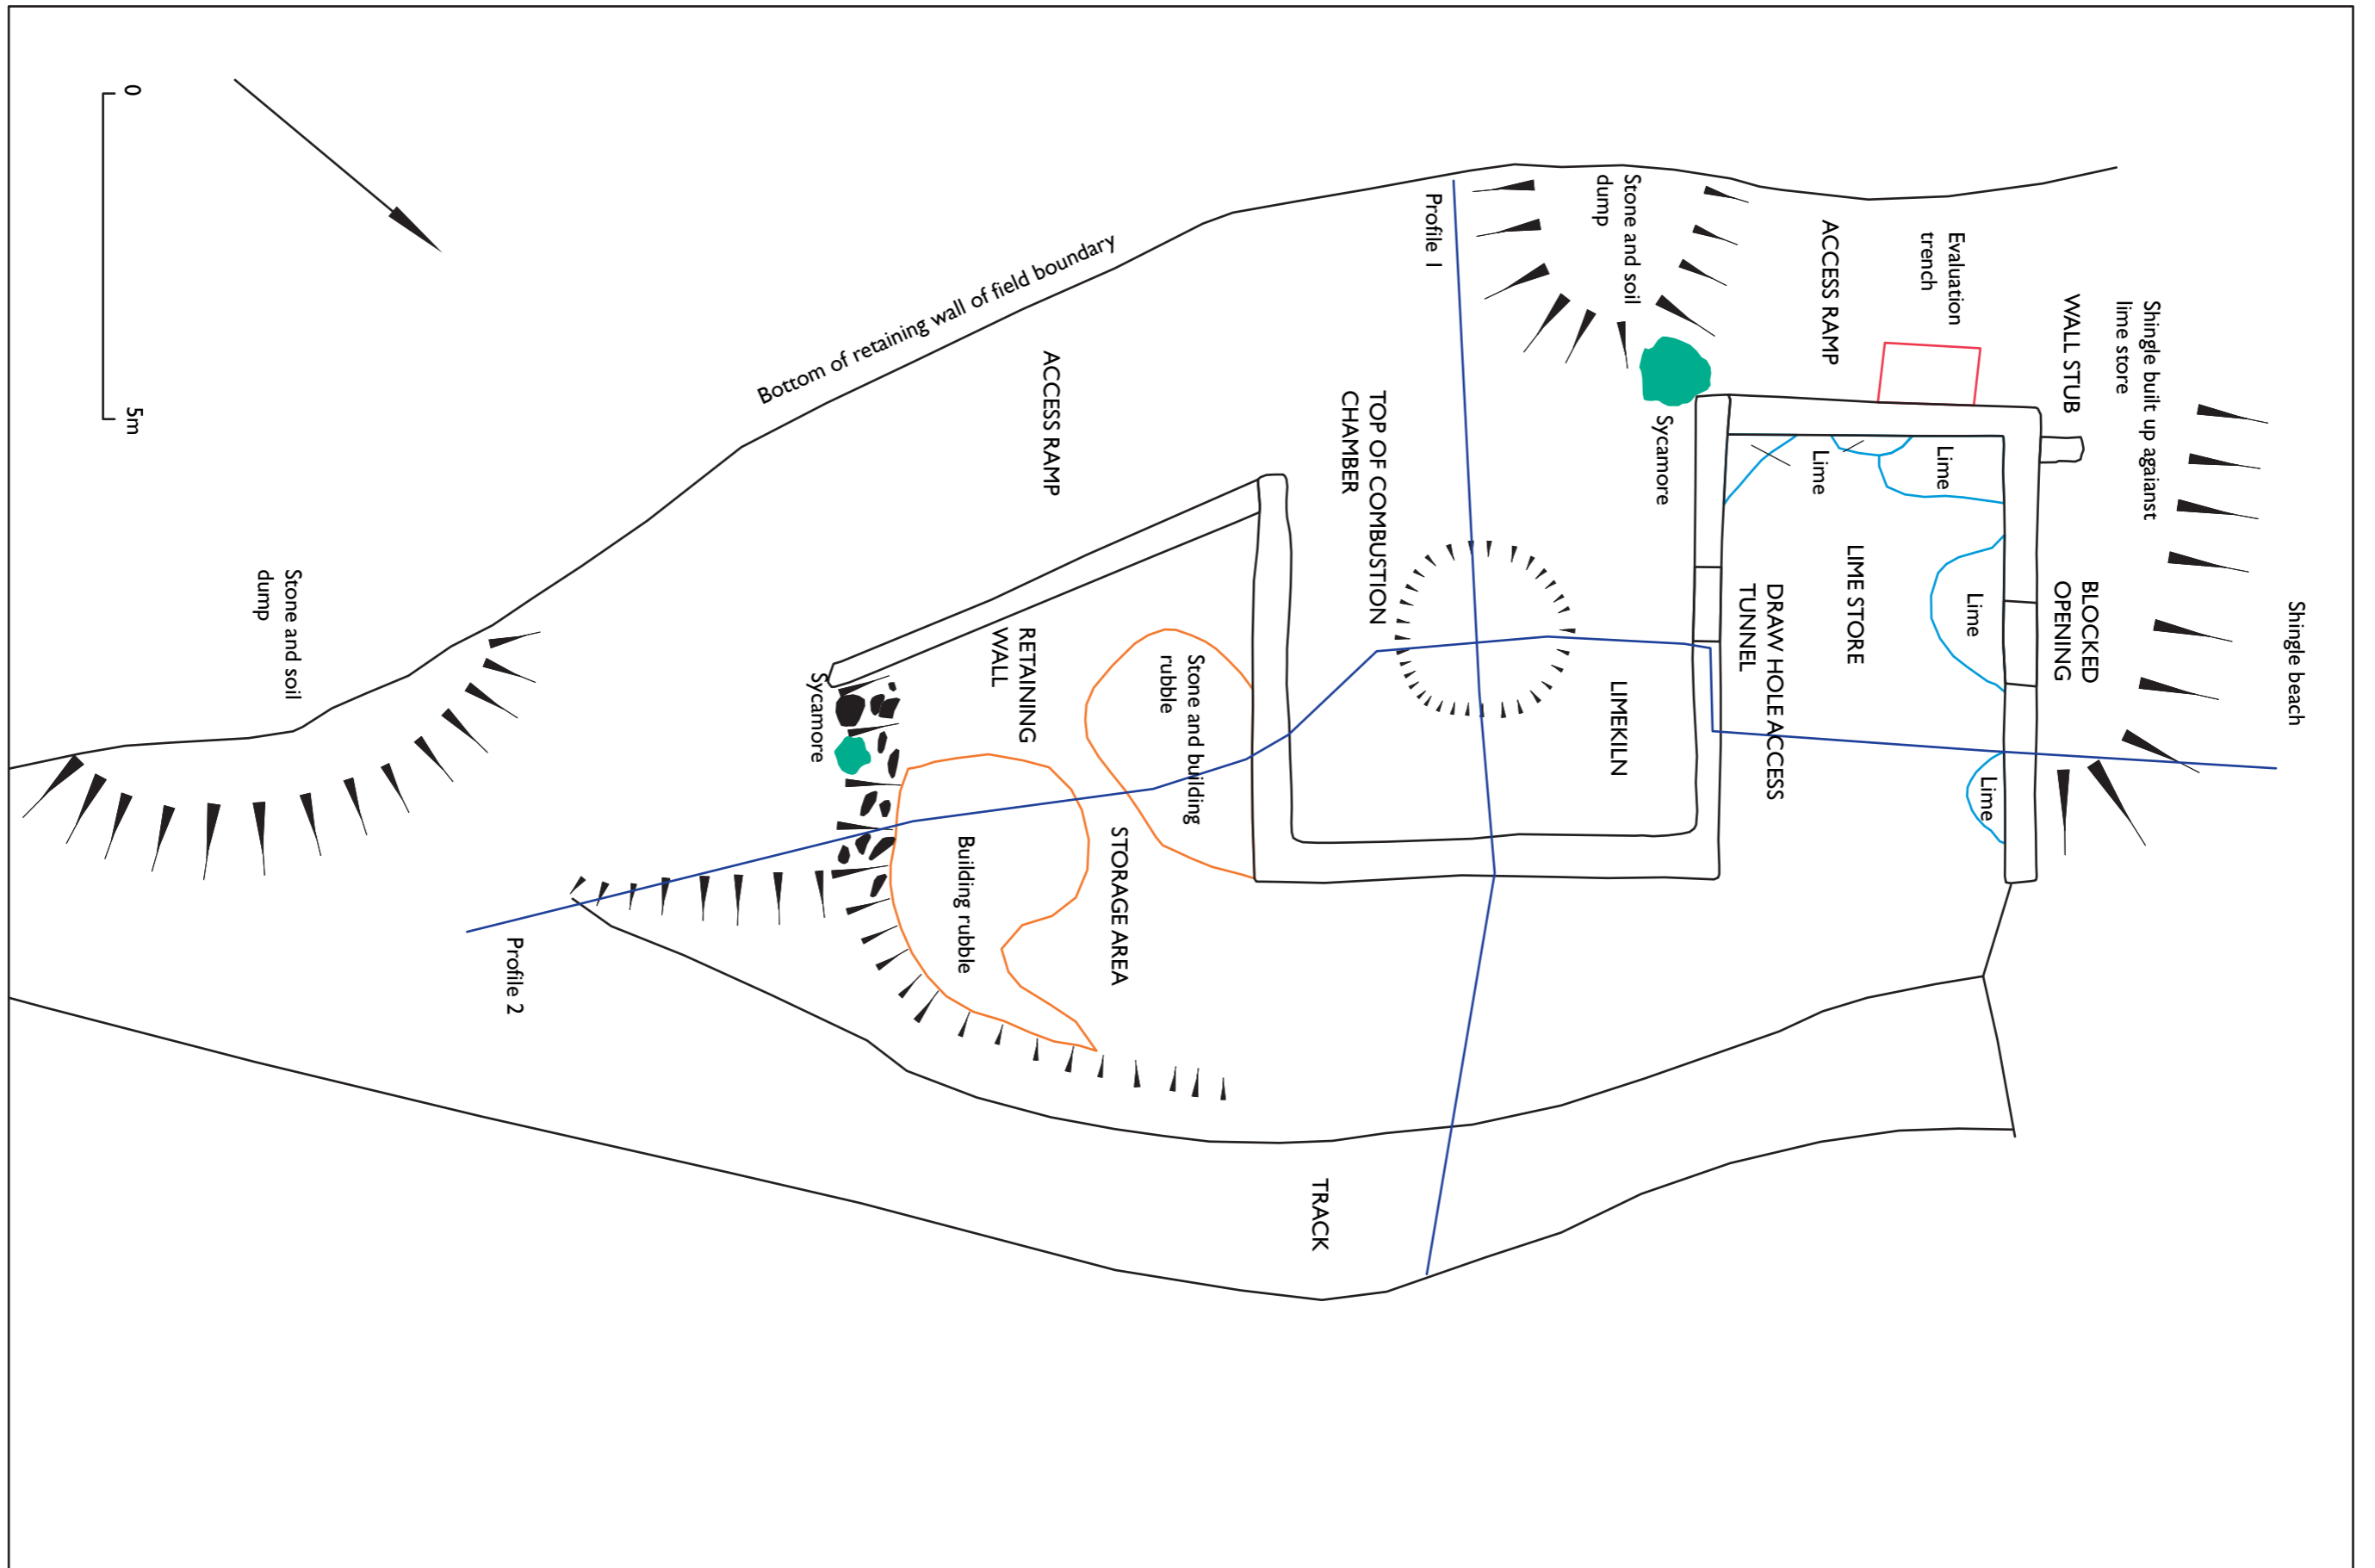 0
5m
Bottom of retaining wall of field boundary
Stone and soil
dump
ACCESS RAMP
Profile 1
Stone and soil
dump
ACCESS RAMP
Evaluation
trench
WALL STUB
Shingle built up agaianst
lime store
Shingle beach
BLOCKED
OPENING
Sycamore
Lime
Lime
Lime
Lime
LIME STORE
DRAW HOLE ACCESS
TUNNEL
LIMEKILN
TOP OF COMBUSTION
CHAMBER
Stone and building
rubble
RETAINING
WALL
Sycamore
STORAGE AREA
Building rubble
Profile 2
TRACK